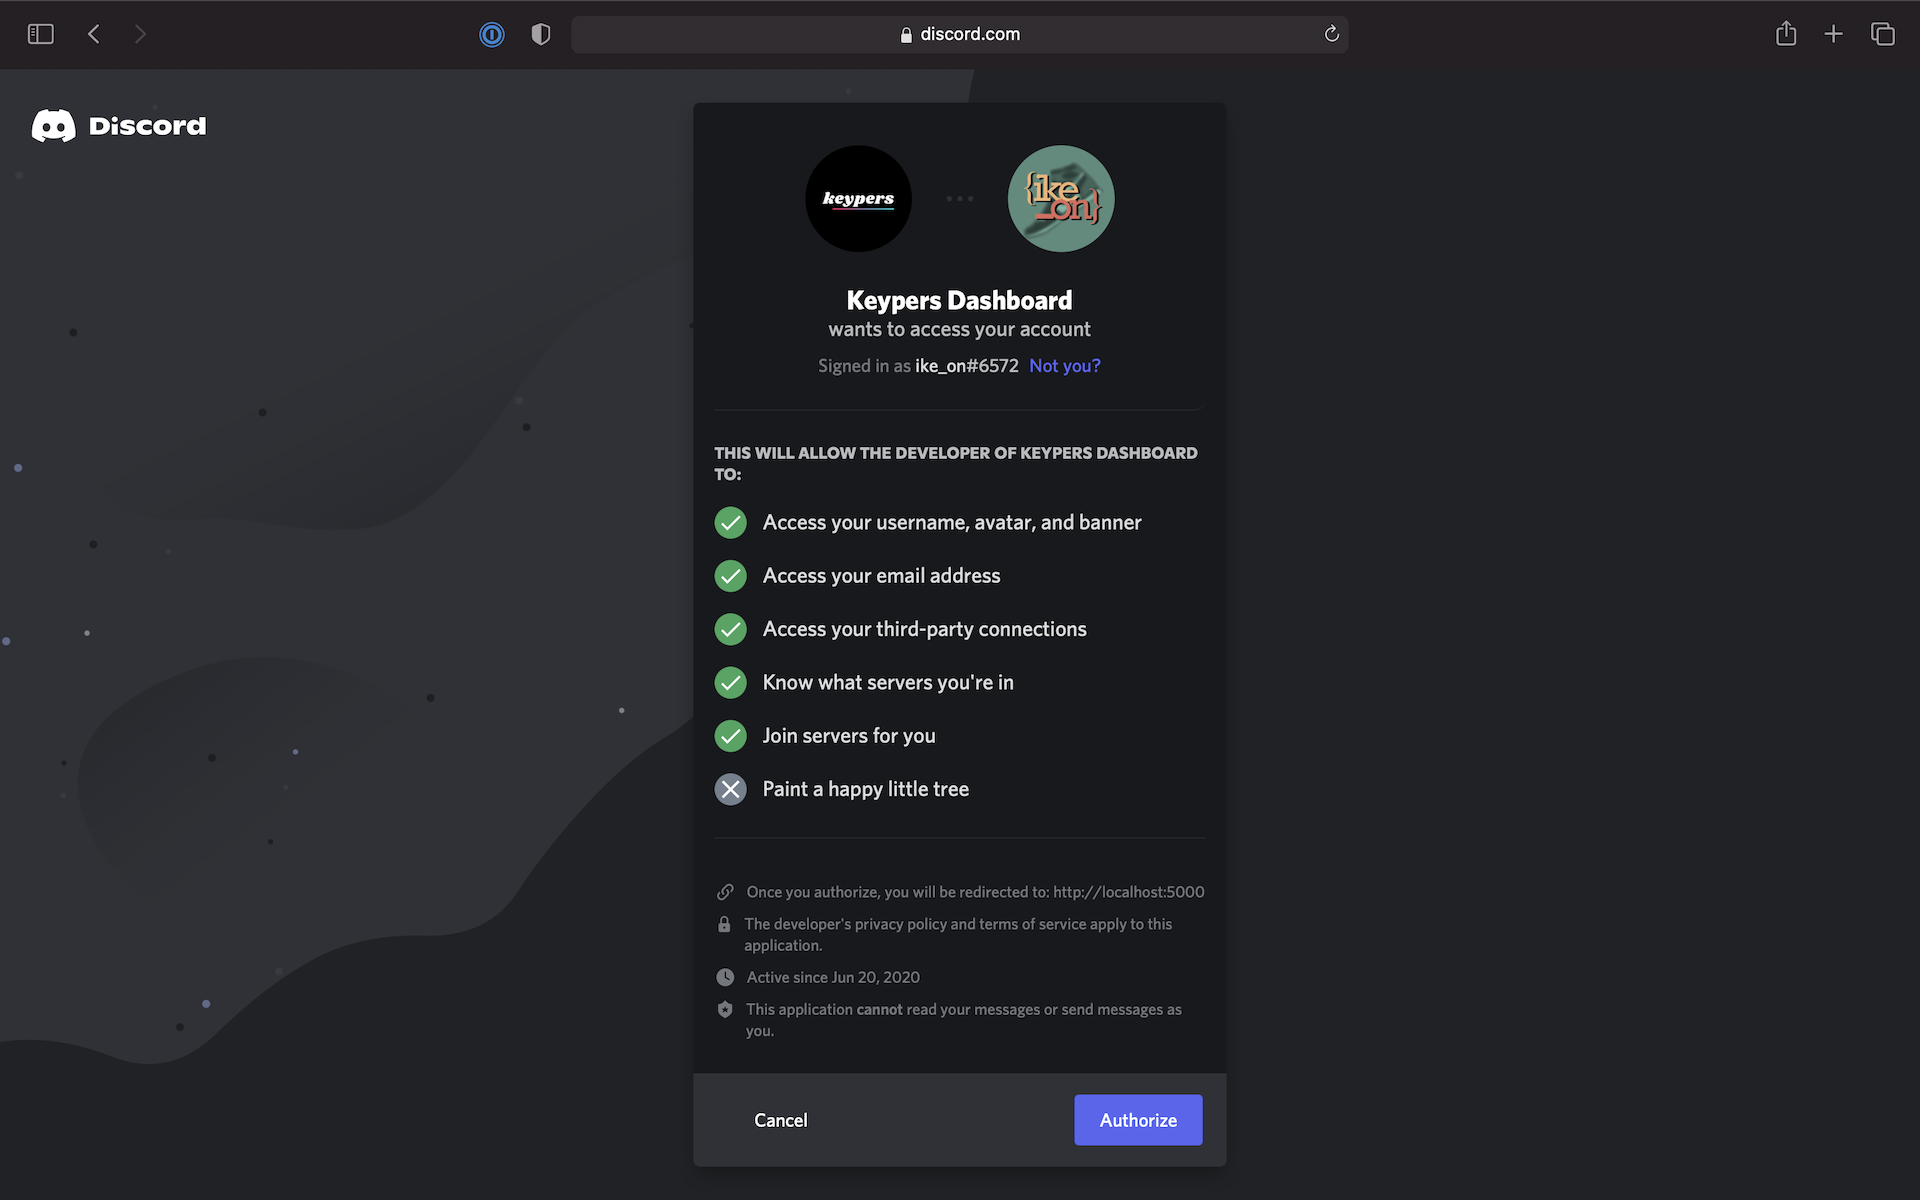 discord.com
Discord
keypers
{ike
_on}
Keypers Dashboard
wants to access your account
Signed in as ike_on#6572 Not you?
THIS WILL ALLOW THE DEVELOPER OF KEYPERS DASHBOARD
TO:
Access your username, avatar, and banner
Access your email address
Access your third-party connections
Know what servers you're in
Join servers for you
Paint a happy little tree
Once you authorize, you will be redirected to: http://localhost:5000
The developer's privacy policy and terms of service apply to this
application.
Active since Jun 20, 2020
This application cannot read your messages or send messages as
you.
Cancel
Authorize